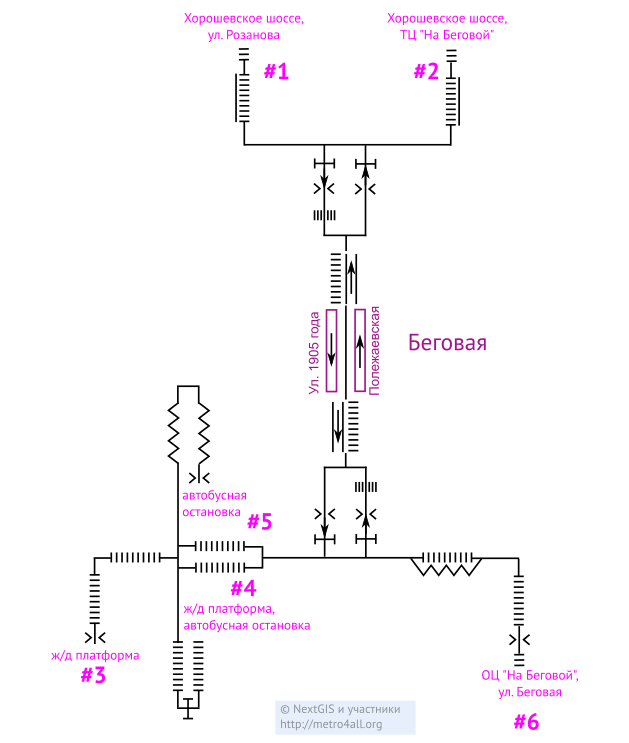 Хорошевское шоссе,
ул. Розанова
#1
Хорошевское шоссе,
ТЦ "На Беговой"
#2
Ул. 1905 года
Полежаевская
Беговая
автобусная
остановка
#5
#4
ж/д платформа,
автобусная остановка
ж/д платформа
#3
ОЦ "На Беговой",
ул. Беговая
#6
© NextGIS и участники
http://metro4all.org